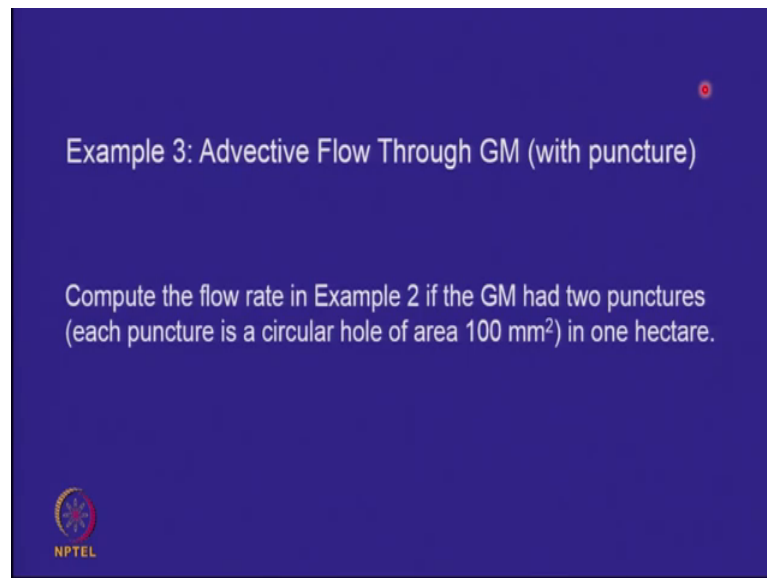 Example 3: Advective Flow Through GM (with puncture)
Compute the flow rate in Example 2 if the GM had two punctures
(each puncture is a circular hole of area 100 mm²) in one hectare.
NPTEL